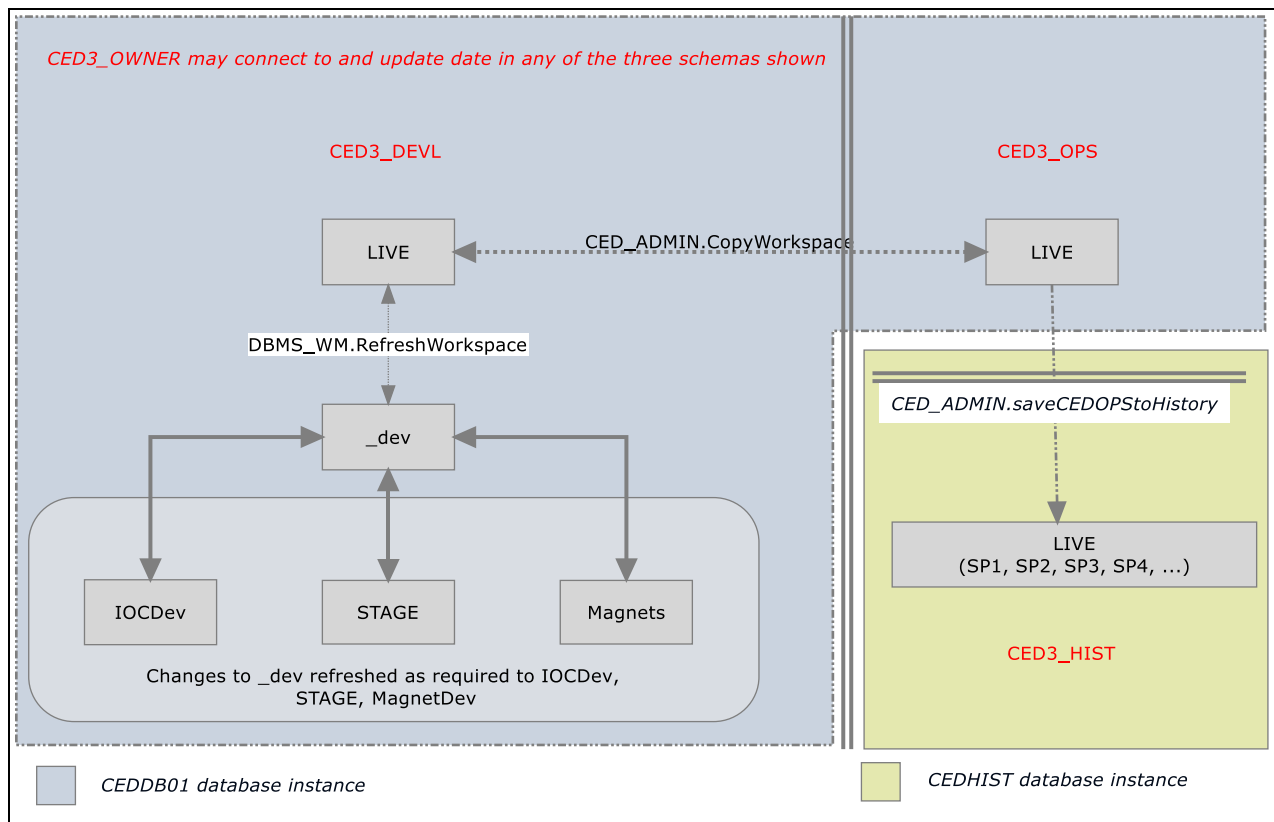 CED3_OWNER may connect to and update date in any of the three schemas shown
CED3_DEVL
CED3_OPS
LIVE
CED_ADMIN.CopyWorkspace
LIVE
DBMS_WM.RefreshWorkspace
CED_ADMIN.saveCEDOPStoHistory
_dev
LIVE
(SP1, SP2, SP3, SP4, ...)
IOCDev
STAGE
Magnets
CED3_HIST
Changes to _dev refreshed as required to IOCDev,
STAGE, MagnetDev
CEDDB01 database instance
CEDHIST database instance